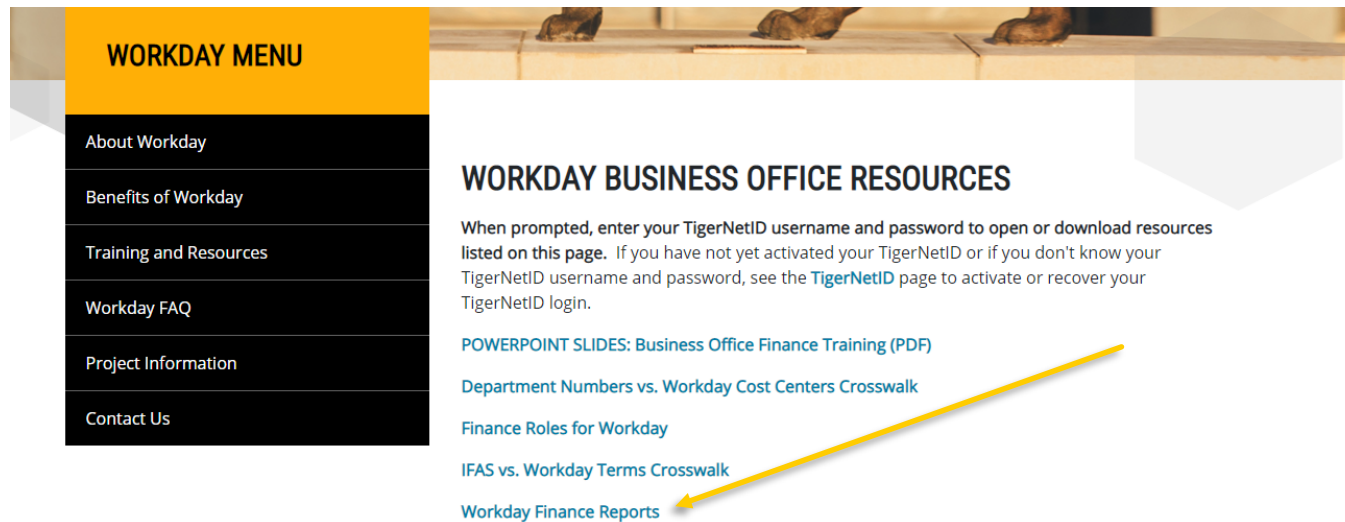 WORKDAY MENU
About Workday
Benefits of Workday
Training and Resources
Workday FAQ
Project Information
Contact Us
WORKDAY BUSINESS OFFICE RESOURCES
When prompted, enter your TigerNetID username and password to open or download resources
listed on this page. If you have not yet activated your TigerNetID or if you don't know your
TigerNetID username and password, see the TigerNetID page to activate or recover your
TigerNetID login.
POWERPOINT SLIDES: Business Office Finance Training (PDF)
Department Numbers vs. Workday Cost Centers Crosswalk
Finance Roles for Workday
IFAS vs. Workday Terms Crosswalk
Workday Finance Reports